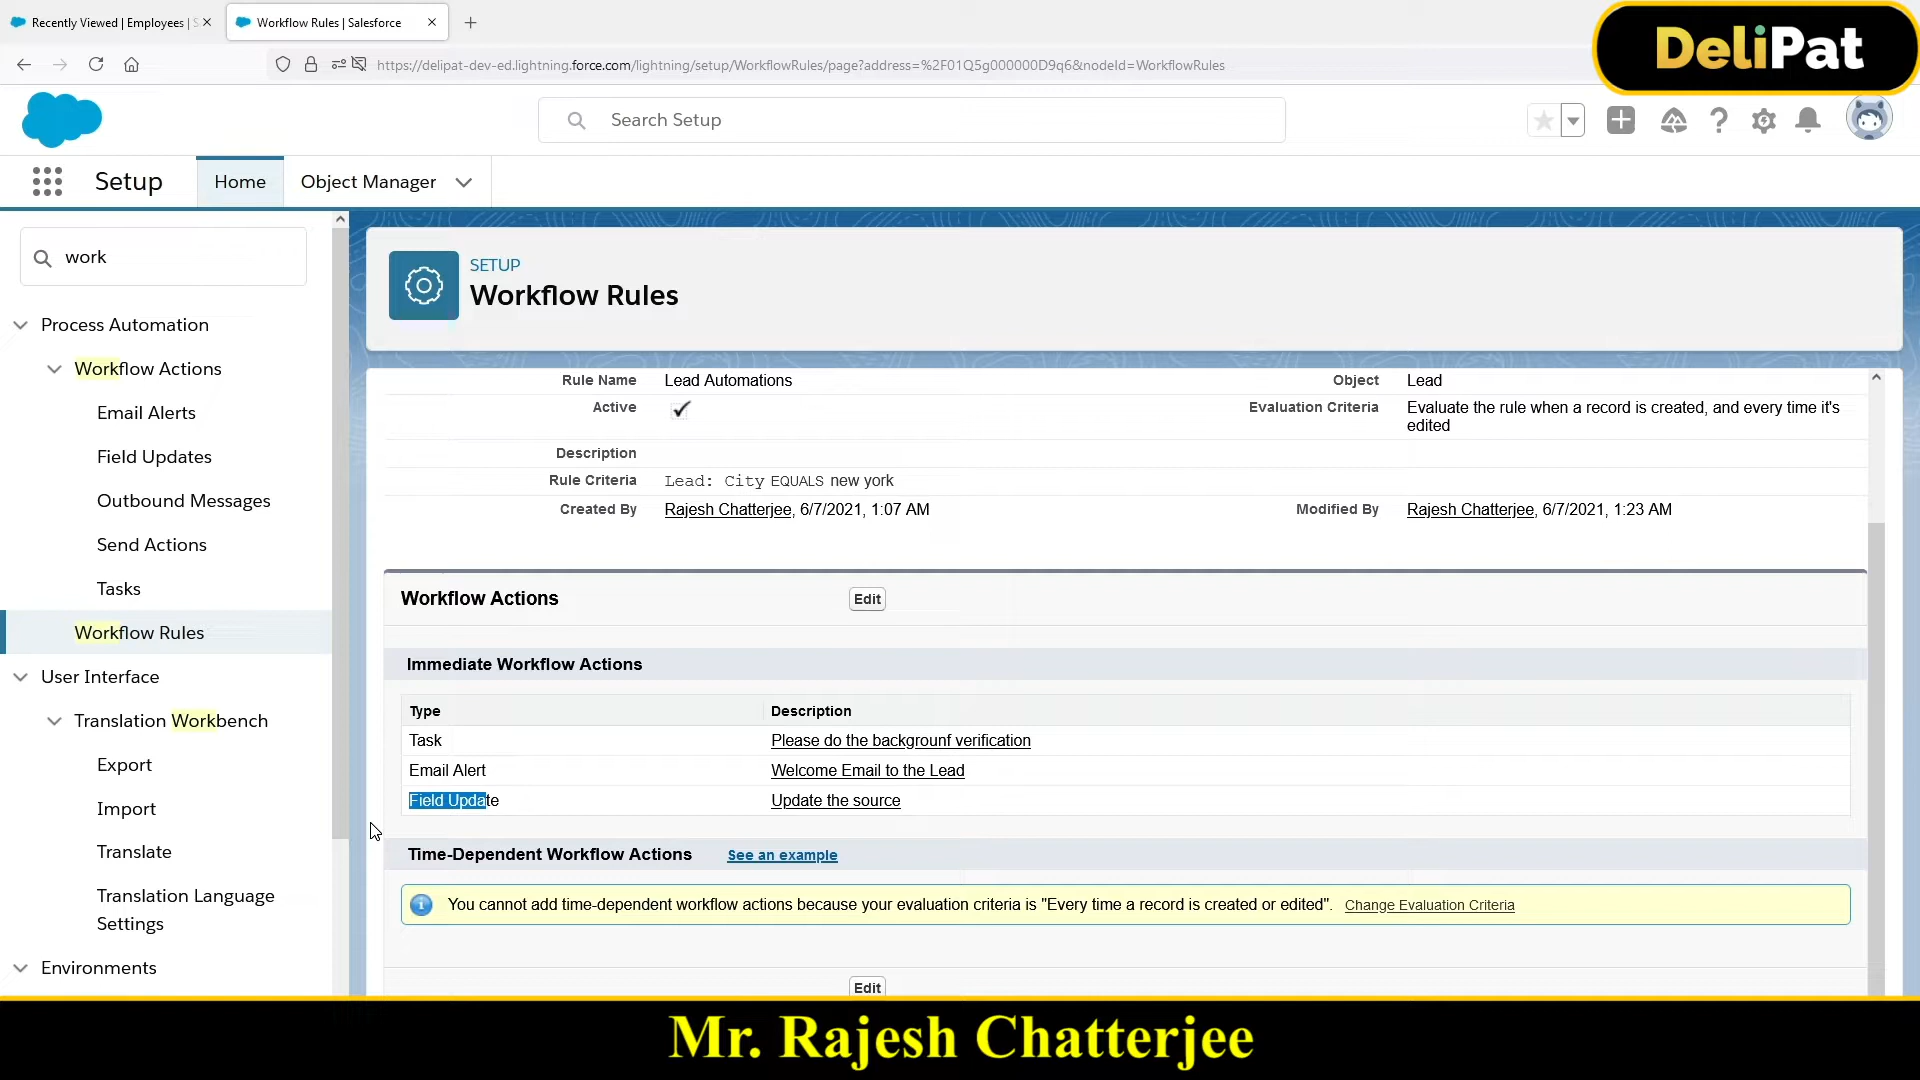 Recently Viewed | Employees | S
Workflow Rules | Salesforce
https://delipat-dev-ed.lightning.force.com/lightning/setup/WorkflowRules/page?address=%2F01Q5g000000D9q6&nodeId=WorkflowRules
DeliPat
Search Setup
Setup
Home
Object Manager
work
Process Automation
Workflow Actions
Email Alerts
Field Updates
Outbound Messages
Send Actions
Tasks
Workflow Rules
User Interface
Translation Workbench
Export
Import
Translate
Translation Language
Settings
Environments
SETUP
Workflow Rules
Rule Name Lead Automations Object Lead
Active Evaluation Criteria Evaluate the rule when a record is created, and every time it's
edited
Description
Rule Criteria Lead: City EQUALS new york
Created By Rajesh Chatterjee, 6/7/2021, 1:07 AM Modified By Rajesh Chatterjee, 6/7/2021, 1:23 AM
Workflow Actions Edit
Immediate Workflow Actions
Type Description
Task Please do the backgrounf verification
Email Alert Welcome Email to the Lead
Field Update Update the source
Time-Dependent Workflow Actions See an example
You cannot add time-dependent workflow actions because your evaluation criteria is "Every time a record is created or edited". Change Evaluation Criteria
Edit
Mr. Rajesh Chatterjee